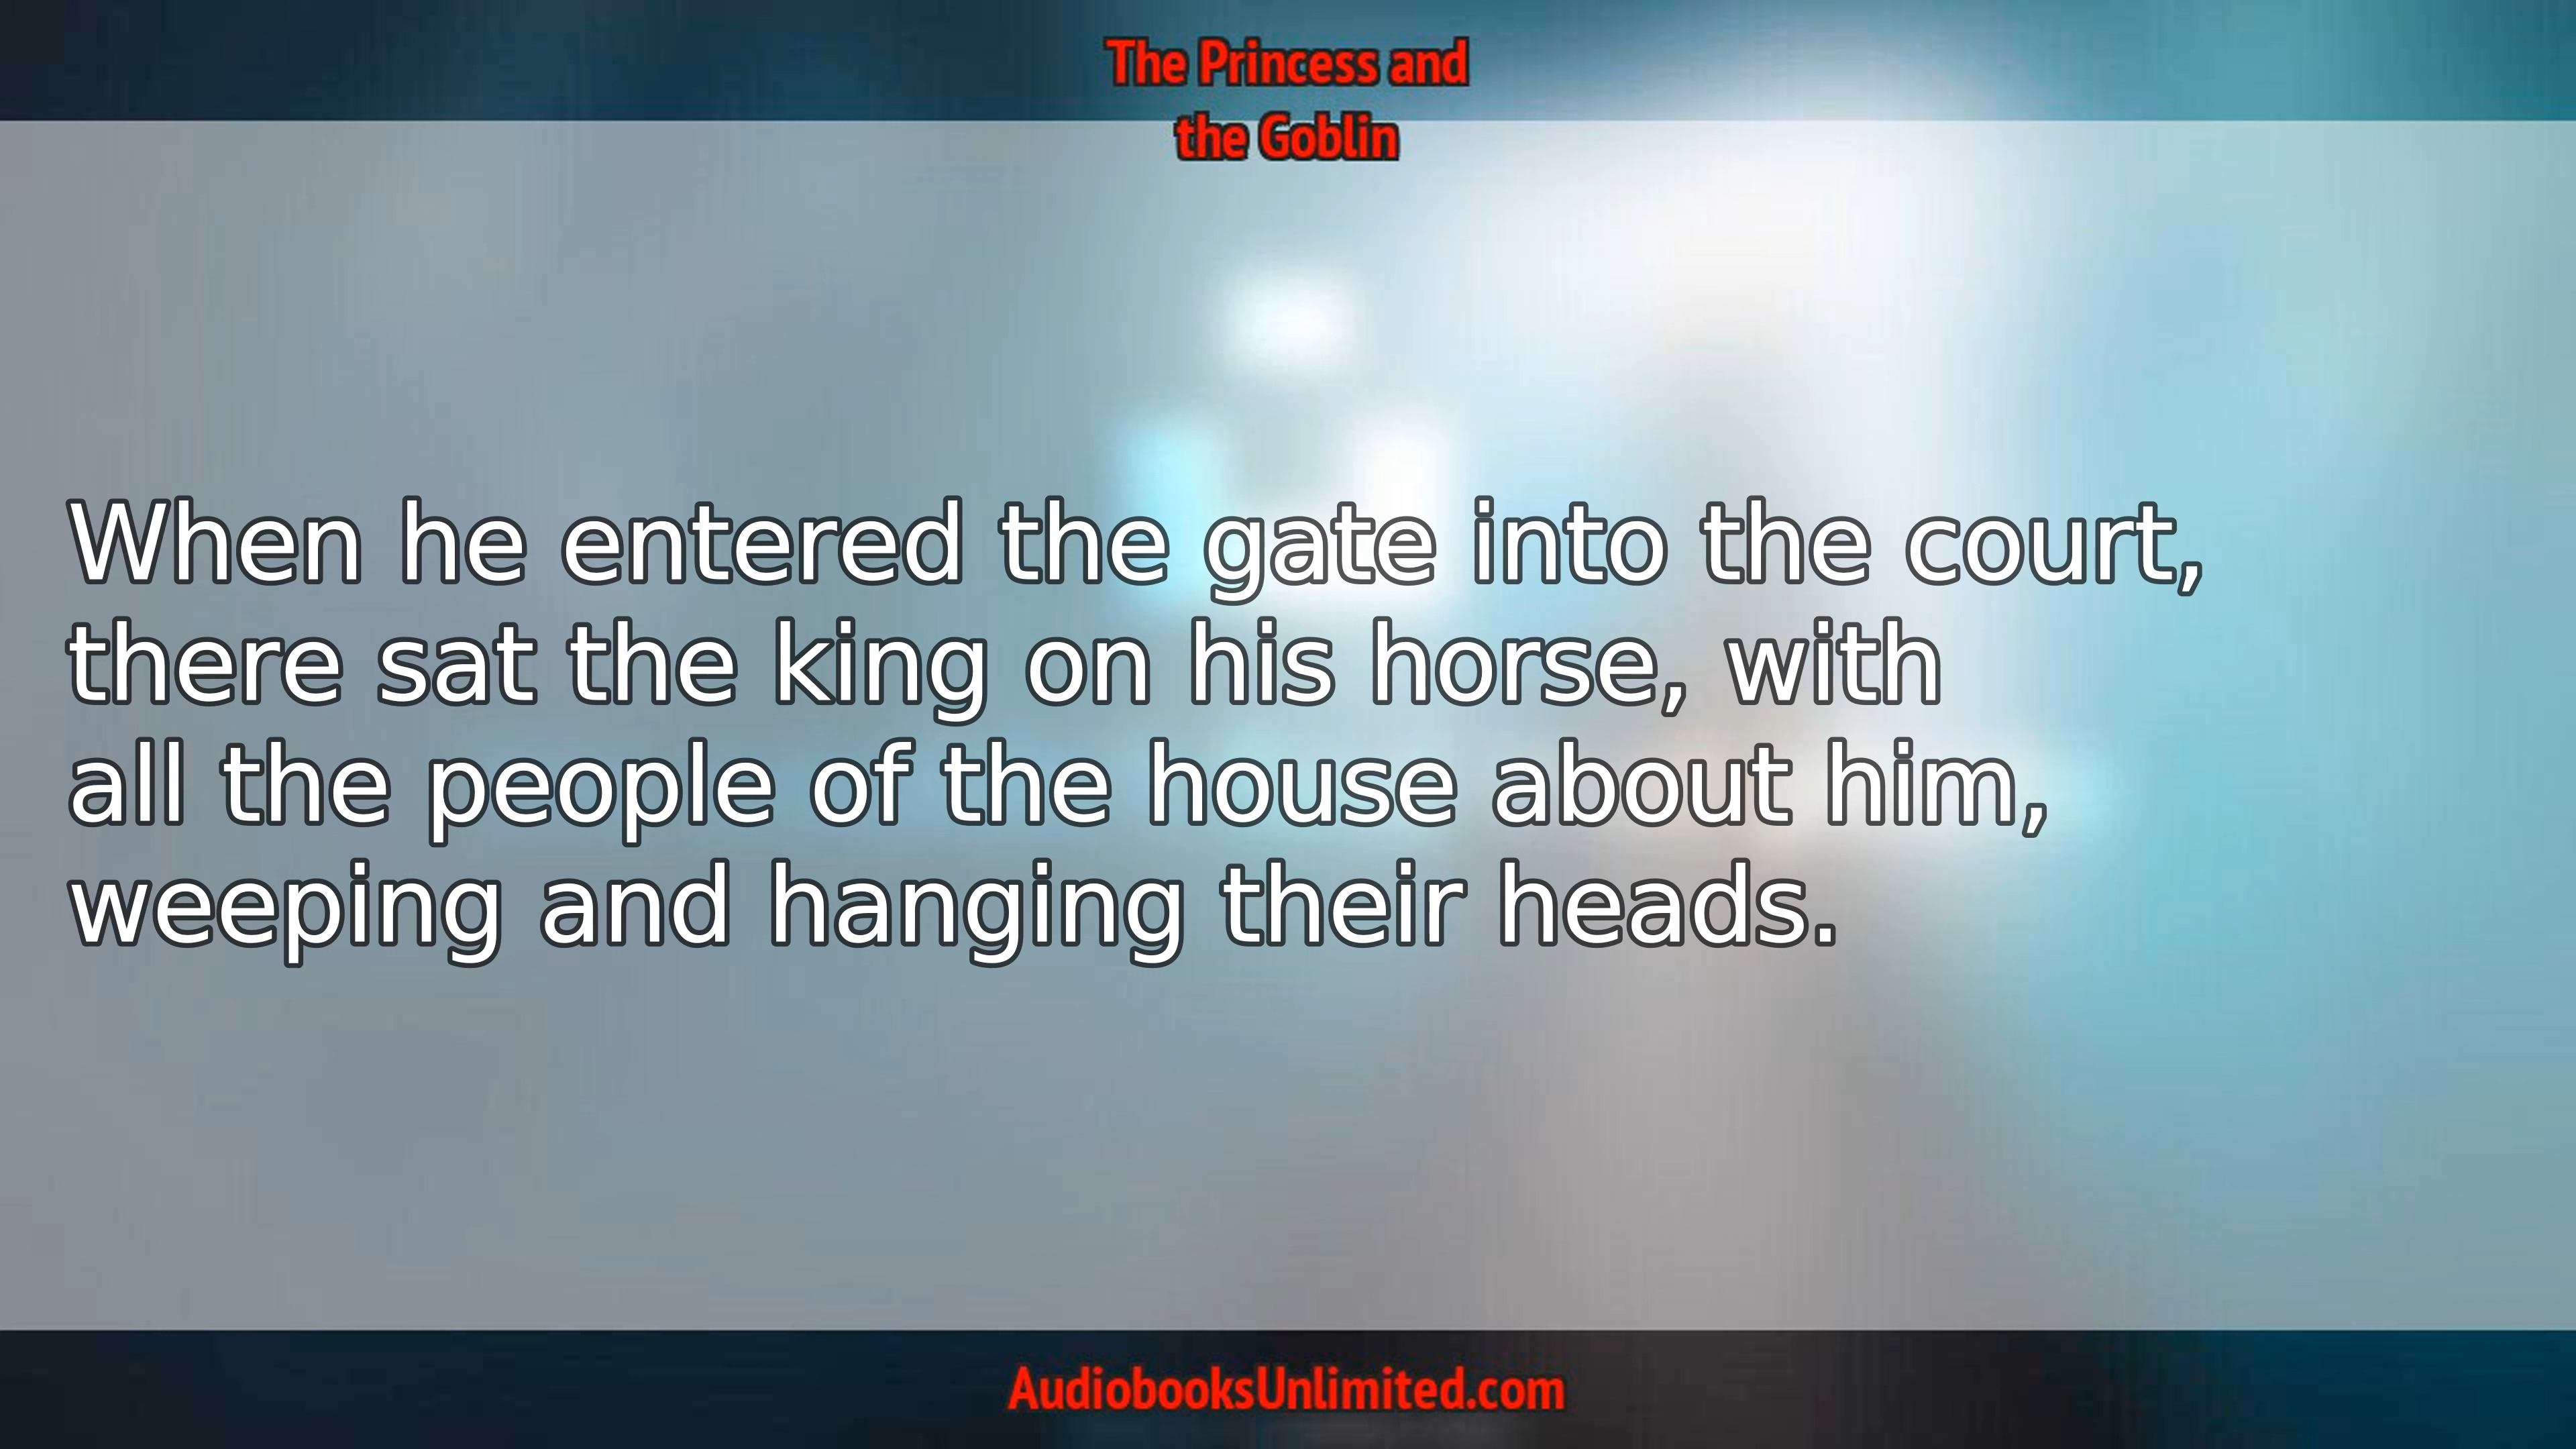 The Princess and
the Goblin
When he entered the gate into the court,
there sat the king on his horse, with
all the people of the house about him,
weeping and hanging their heads.
AudiobooksUnlimited.com